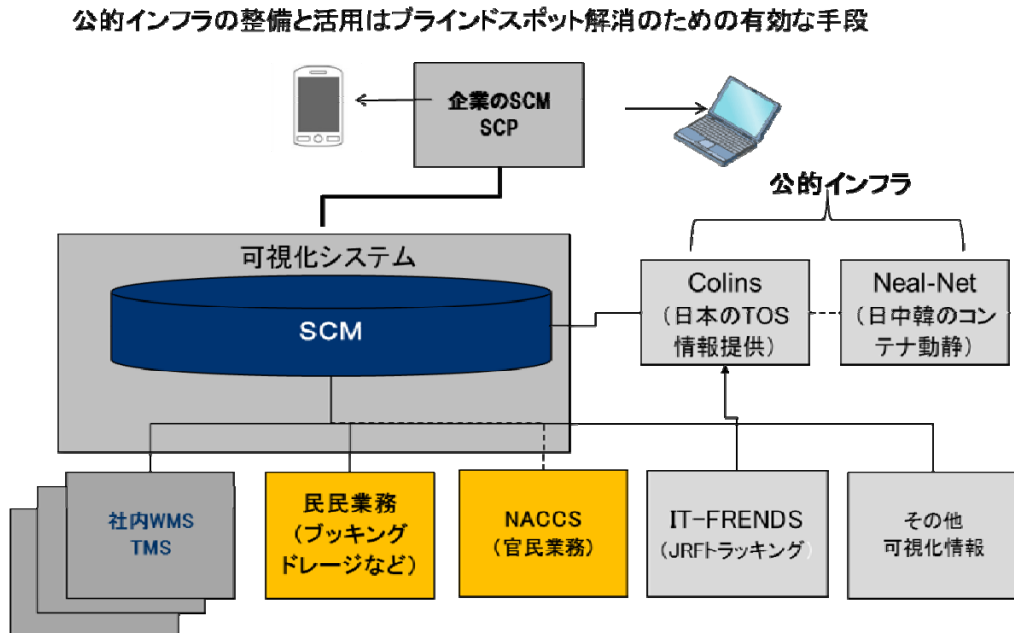 公的インフラの整備と活用はブラインドスポット解消のための有効な手段
企業のSCM
SCP
公的インフラ
可視化システム
SCM
Colins
（日本のTOS
情報提供）
Neal-Net
（日中韓のコン
テナ動静）
社内WMS
TMS
民民業務
（ブッキング
ドレージなど）
NACCS
（官民業務）
IT-FRENDS
（JRFトラッキング）
その他
可視化情報